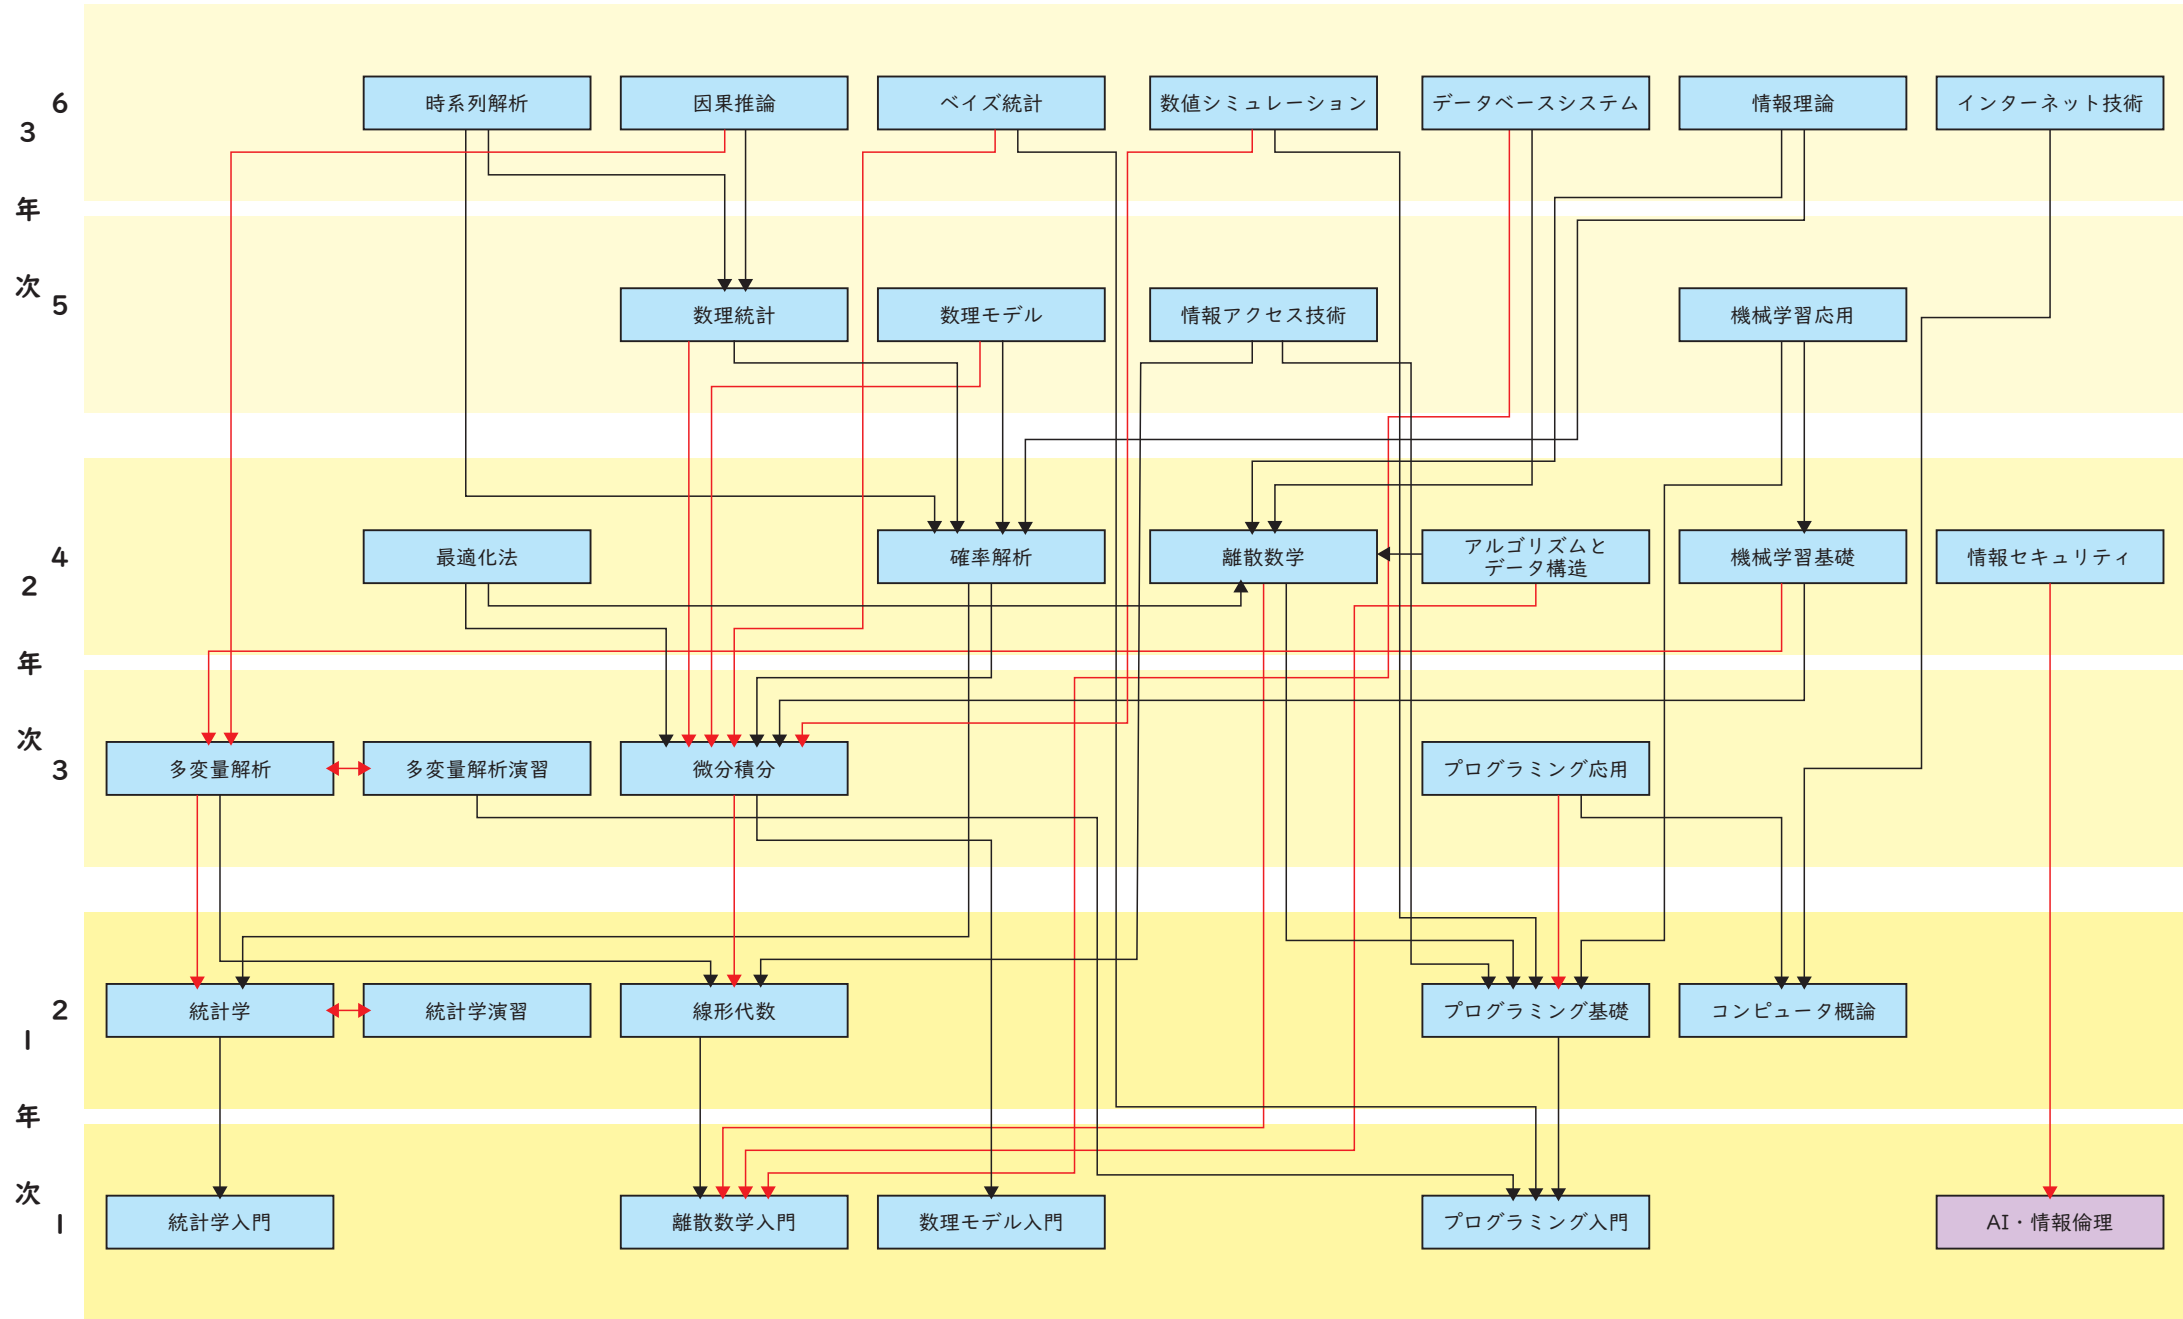 3年次
6
時系列解析
因果推論
ベイズ統計
数値シミュレーション
データベースシステム
情報理論
インターネット技術
5
数理統計
数理モデル
情報アクセス技術
機械学習応用
2年次
4
最適化法
確率解析
離散数学
アルゴリズムと
データ構造
機械学習基礎
情報セキュリティ
3
多変量解析
多変量解析演習
微分積分
プログラミング応用
1年次
2
統計学
統計学演習
線形代数
プログラミング基礎
コンピュータ概論
1
統計学入門
離散数学入門
数理モデル入門
プログラミング入門
AI・情報倫理